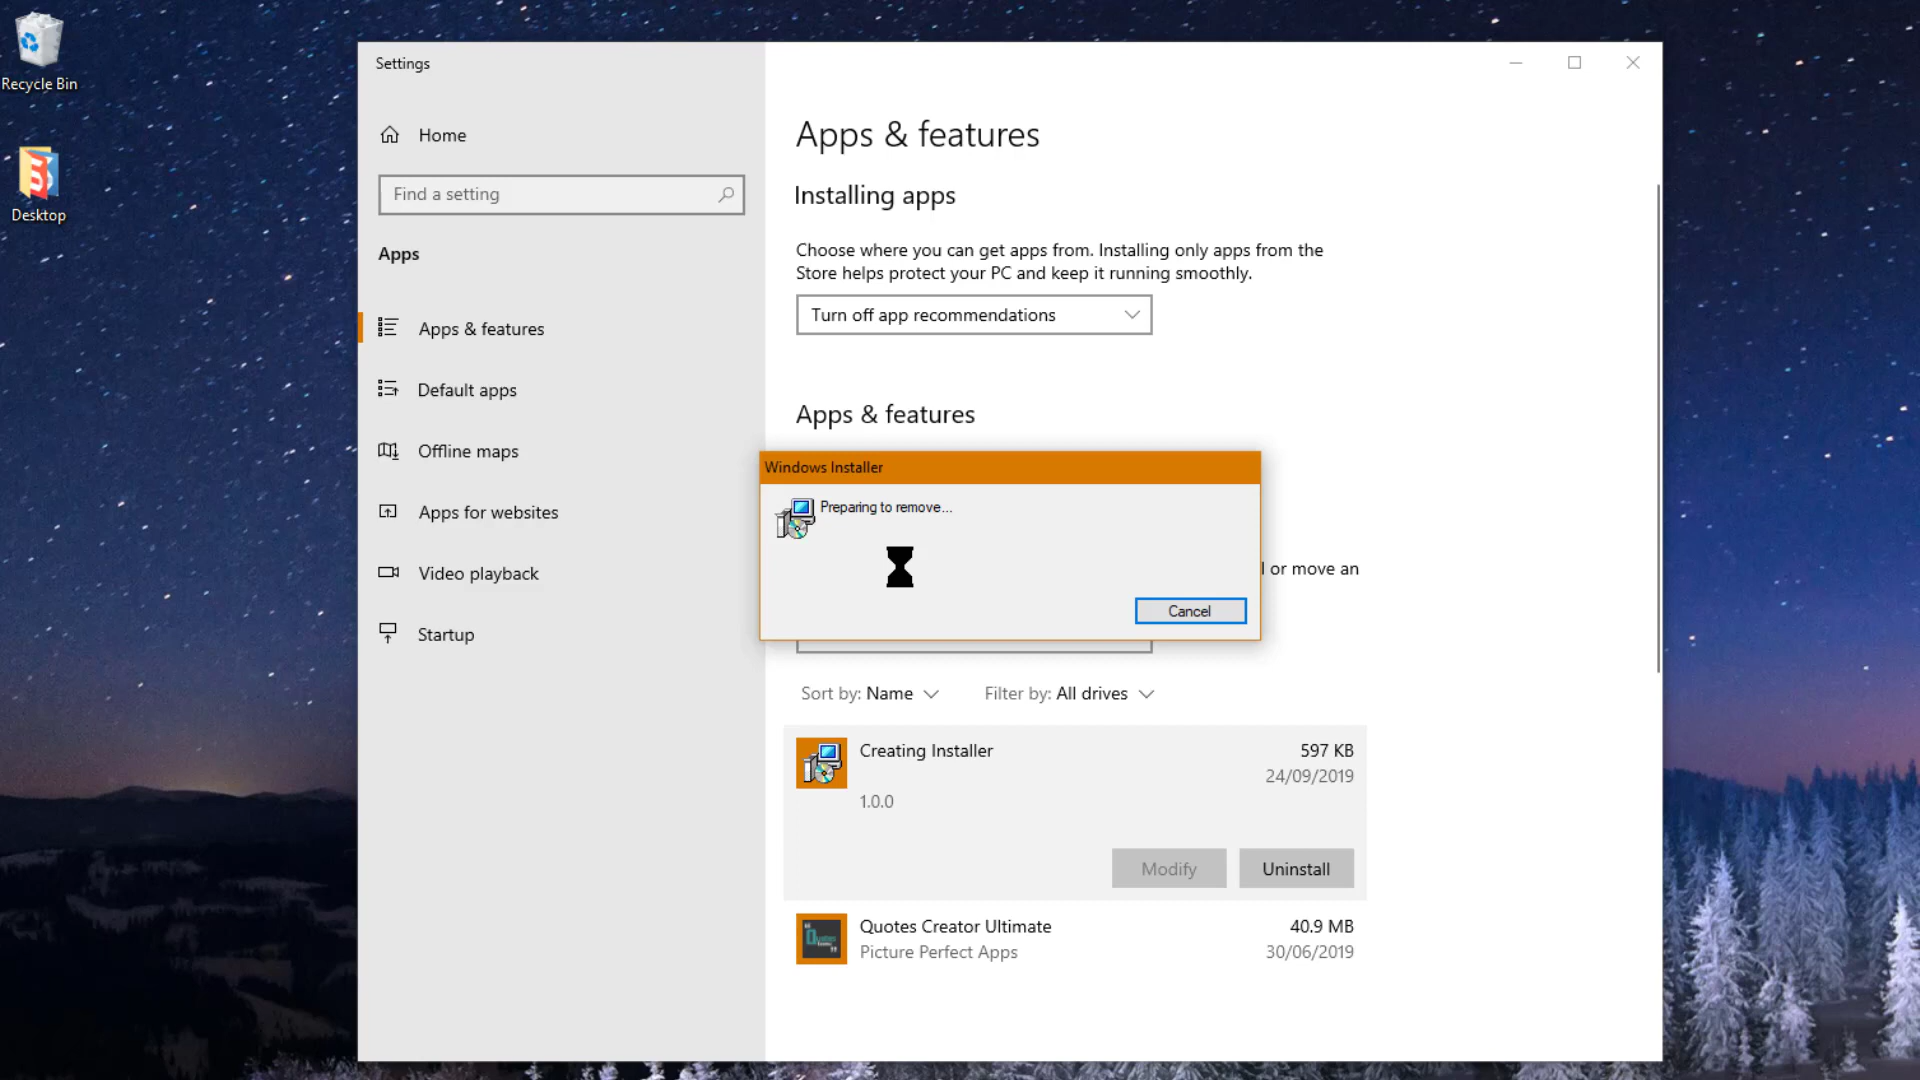 Recycle Bin
Desktop
Settings
Home
Find a setting
Apps
Apps & features
Default apps
Offline maps
Apps for websites
Video playback
Startup
Apps & features
Installing apps
Choose where you can get apps from. Installing only apps from the
Store helps protect your PC and keep it running smoothly.
Turn off app recommendations
Apps & features
Windows Installer
Preparing to remove...
Cancel
or move an
Sort by: Name
Filter by: All drives
Creating Installer
597 KB
24/09/2019
1.0.0
Modify
Uninstall
Quotes Creator Ultimate
40.9 MB
Picture Perfect Apps
30/06/2019